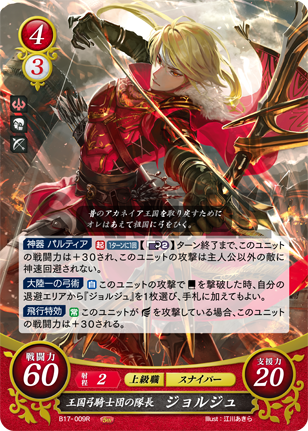 4
3
昔のアカネイア王国を取り戻すために
オレはあえて祖国に弓をひく。
神器 パルティア 起 1ターンに1回 【 2】ターン終了まで、このユニット
の戦闘力は＋30され、このユニットの攻撃は主人公以外の敵に
神速回避されない。
大陸一の弓術 自 このユニットの攻撃で を撃破した時、自分の
退避エリアから『ジョルジュ』を1枚選び、手札に加えてもよい。
飛行特効 常 このユニットが を攻撃している場合、このユニット
の戦闘力は＋30される。
戦闘力
60
射程 2 上級職 スナイパー
支援力
20
王国弓騎士団の隊長 ジョルジュ
B17-009R Illust：江川あきら